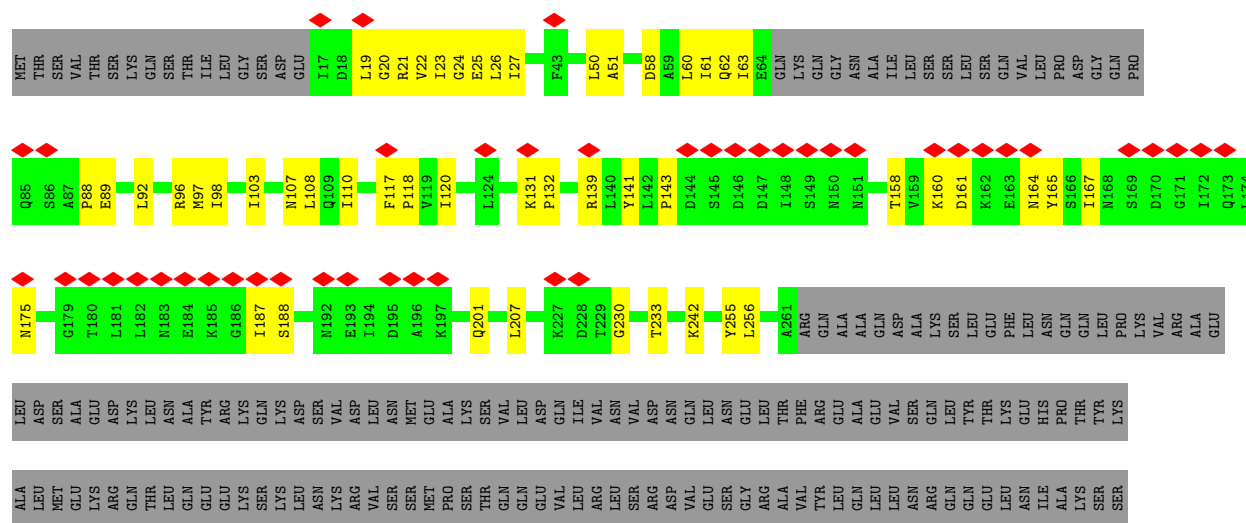 MET THR SER VAL THR SER LYS GLN SER THR ILE LEU GLY SER ASP GLU I17 D18 L19 G20 R21 V22 I23 G24 E25 L26 I27 F43 L50 A51 D58 A59 L60 I61 Q62 I63 E64 GLN LYS GLN GLY ASN ALA ILE LEU SER SER LEU SER GLN VAL LEU PRO ASP GLY GLN PRO
Q85 S86 A87 P88 E89 L92 R96 M97 I98 I103 N107 L108 Q109 I110 F117 P118 V119 I120 L124 K131 P132 R139 L140 Y141 L142 P143 D144 S145 D146 D147 I148 S149 N150 N151 T158 V159 K160 D161 K162 E163 N164 Y165 S166 I167 N168 S169 D170 G171 I172 Q173 L174
N175 G179 T180 L181 L182 N183 E184 K185 G186 I187 S188 N192 E193 I194 D195 A196 K197 Q201 L207 K227 D228 T229 G230 T233 K242 Y255 L256 A261 ARG GLN ALA ALA GLN ASP ALA LYS SER LEU GLU PHE LEU ASN GLN GLN LEU PRO LYS VAL ARG ALA GLU
LEU ASP SER ALA GLU ASP LYS LEU ASN ALA TYR ARG LYS GLN LYS ASP SER VAL ASP LEU ASN MET GLU ALA LYS SER VAL LEU ASP GLN ILE VAL ASN VAL ASP ASN GLN LEU ASN GLU LEU THR PHE ARG GLU ALA GLU VAL SER GLN LEU TYR THR LYS GLU HIS PRO THR TYR LYS
ALA LEU MET GLU LYS ARG GLN THR LEU GLN GLU GLU LYS SER LYS LEU ASN LYS ARG VAL SER SER MET PRO SER THR GLN GLN GLU VAL LEU ARG LEU SER ARG ASP VAL GLU SER GLY ARG ALA VAL TYR LEU GLN LEU LEU ASN ARG GLN GLN GLU LEU ASN ILE ALA LYS SER SER